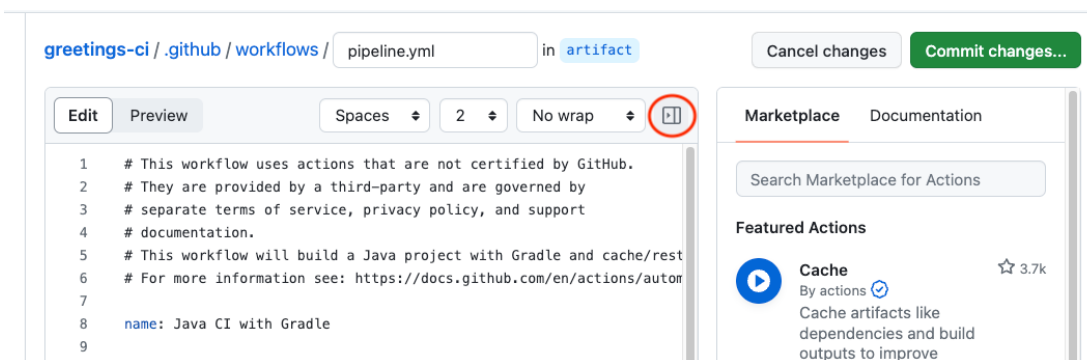 greetings-ci / .github / workflows / pipeline.yml in artifact
Cancel changes
Commit changes...
Edit
Preview
Spaces
2
No wrap
1 # This workflow uses actions that are not certified by GitHub.
2 # They are provided by a third-party and are governed by
3 # separate terms of service, privacy policy, and support
4 # documentation.
5 # This workflow will build a Java project with Gradle and cache/rest
6 # For more information see: https://docs.github.com/en/actions/autom
7
8 name: Java CI with Gradle
9
Marketplace
Documentation
Search Marketplace for Actions
Featured Actions
Cache
3.7k
By actions
Cache artifacts like
dependencies and build
outputs to improve